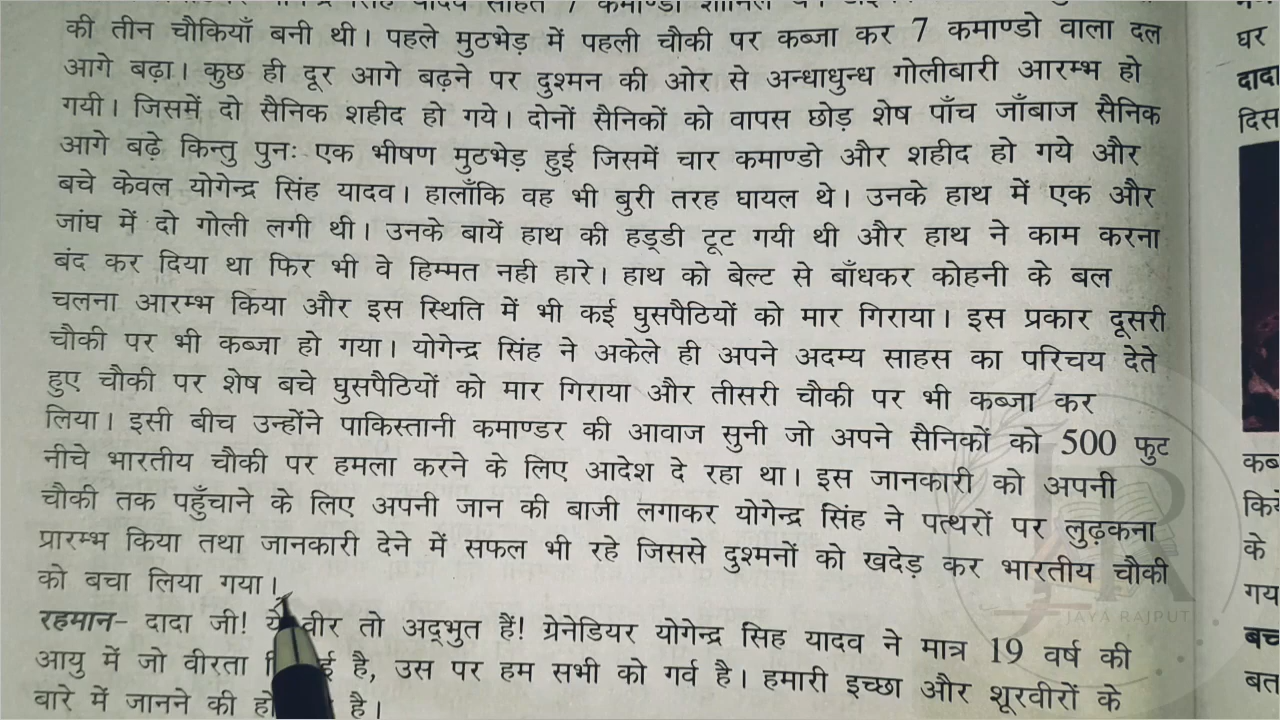 सिंह यादव सहित 7 कमाण्डो शामिल थे।
की तीन चौकियाँ बनी थी। पहले मुठभेड़ में पहली चौकी पर कब्जा कर 7 कमाण्डो वाला दल
आगे बढ़ा। कुछ ही दूर आगे बढ़ने पर दुश्मन की ओर से अन्धाधुन्ध गोलीबारी आरम्भ हो
गयी। जिसमें दो सैनिक शहीद हो गये। दोनों सैनिकों को वापस छोड़ शेष पाँच जाँबाज सैनिक
आगे बढ़े किन्तु पुनः एक भीषण मुठभेड़ हुई जिसमें चार कमाण्डो और शहीद हो गये और
बचे केवल योगेन्द्र सिंह यादव। हालाँकि वह भी बुरी तरह घायल थे। उनके हाथ में एक और
जांघ में दो गोली लगी थी। उनके बायें हाथ की हड्डी टूट गयी थी और हाथ ने काम करना
बंद कर दिया था फिर भी वे हिम्मत नही हारे। हाथ को बेल्ट से बाँधकर कोहनी के बल
चलना आरम्भ किया और इस स्थिति में भी कई घुसपैठियों को मार गिराया। इस प्रकार दूसरी
चौकी पर भी कब्जा हो गया। योगेन्द्र सिंह ने अकेले ही अपने अदम्य साहस का परिचय देते
हुए चौकी पर शेष बचे घुसपैठियों को मार गिराया और तीसरी चौकी पर भी कब्जा कर
लिया। इसी बीच उन्होंने पाकिस्तानी कमाण्डर की आवाज सुनी जो अपने सैनिकों को 500 फुट
नीचे भारतीय चौकी पर हमला करने के लिए आदेश दे रहा था। इस जानकारी को अपनी
चौकी तक पहुँचाने के लिए अपनी जान की बाजी लगाकर योगेन्द्र सिंह ने पत्थरों पर लुढ़कना
प्रारम्भ किया तथा जानकारी देने में सफल भी रहे जिससे दुश्मनों को खदेड़ कर भारतीय चौकी
को बचा लिया गया।
रहमान- दादा जी! ये वीर तो अद्भुत हैं! ग्रेनेडियर योगेन्द्र सिह यादव ने मात्र 19 वर्ष की
आयु में जो वीरता है, उस पर हम सभी को गर्व है। हमारी इच्छा और शूरवीरों के
बारे में जानने की है।
घर
दादा
दिस
कब
के
गय
बच
बत
JAYA RAJPUT